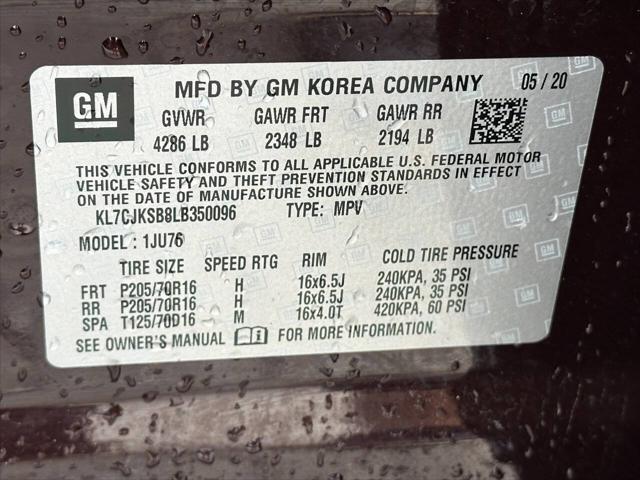 GM
MFD BY GM KOREA COMPANY 05/20
GVWR GAWR FRT GAWR RR
4286 LB 2348 LB 2194 LB
THIS VEHICLE CONFORMS TO ALL APPLICABLE U.S. FEDERAL MOTOR
VEHICLE SAFETY AND THEFT PREVENTION STANDARDS IN EFFECT
ON THE DATE OF MANUFACTURE SHOWN ABOVE.
KL7CJKSB8LB350096 TYPE: MPV
MODEL: 1JU76
TIRE SIZE SPEED RTG RIM COLD TIRE PRESSURE
FRT P205/70R16 H 16x6.5J 240KPA, 35 PSI
RR P205/70R16 H 16x6.5J 240KPA, 35 PSI
SPA T125/70D16 M 16x4.0T 420KPA, 60 PSI
SEE OWNER'S MANUAL FOR MORE INFORMATION.